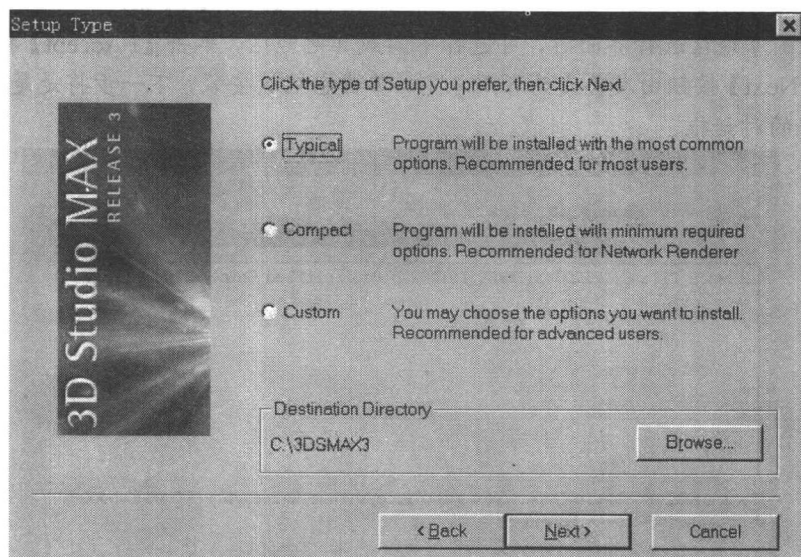 Setup Type
Click the type of Setup you prefer, then click Next.
3D Studio MAX
RELEASE 3
Typical
Program will be installed with the most common
options. Recommended for most users.
Compact
Program will be installed with minimum required
options. Recommended for Network Renderer
Custom
You may choose the options you want to install.
Recommended for advanced users.
Destination Directory
C:\3DSMAX3
Browse...
< Back
Next >
Cancel